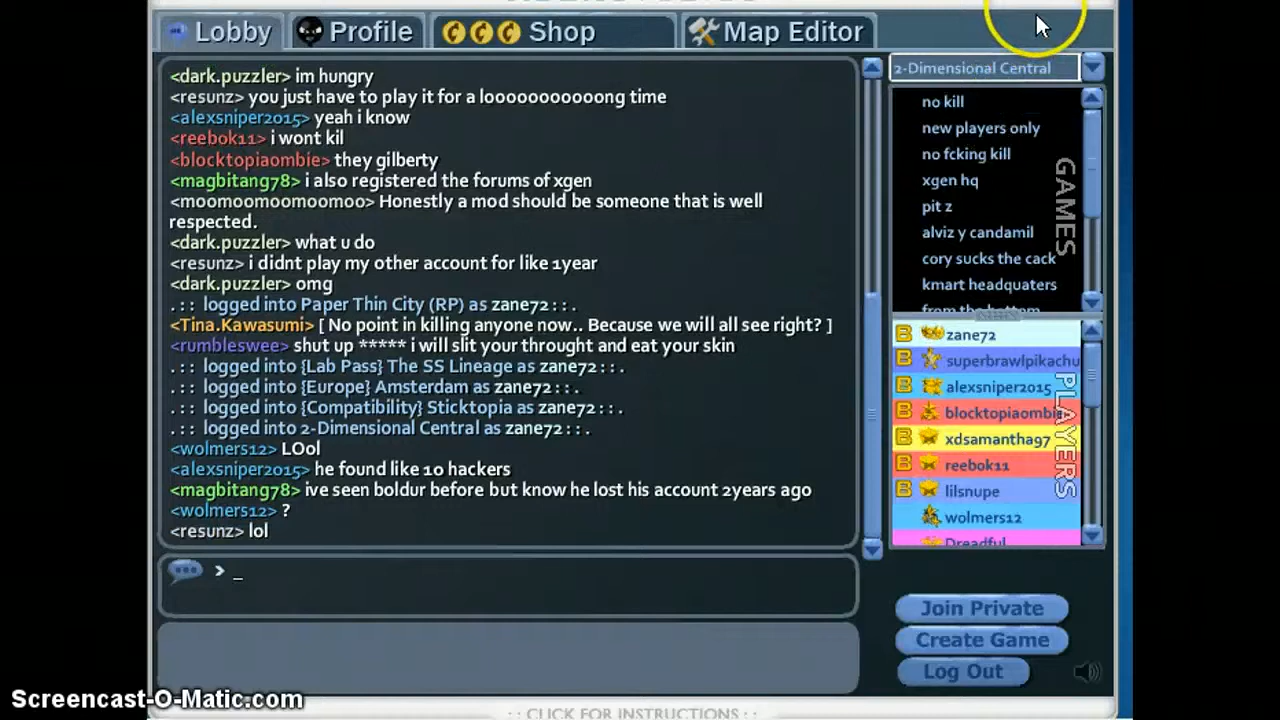 Lobby
Profile
Shop
Map Editor
<dark.puzzler> im hungry
<resunz> you just have to play it for a looooooooooong time
<alexsniper2015> yeah i know
<reebok11> i wont kil
<blocktopiaombie> they gilberty
<magbitang78> i also registered the forums of xgen
<moomoomoomoomoo> Honestly a mod should be someone that is well
respected.
<dark.puzzler> what u do
<resunz> i didnt play my other account for like 1year
<dark.puzzler> omg
. : : logged into Paper Thin City (RP) as zane72 : : .
<Tina.Kawasumi> [ No point in killing anyone now.. Because we will all see right? ]
<rumbleswee> shut up ***** i will slit your throught and eat your skin
. : : logged into {Lab Pass} The SS Lineage as zane72 : : .
. : : logged into {Europe} Amsterdam as zane72 : : .
. : : logged into {Compatibility} Sticktopia as zane72 : : .
. : : logged into 2-Dimensional Central as zane72 : : .
<wolmers12> LOol
<alexsniper2015> he found like 10 hackers
<magbitang78> ive seen boldur before but know he lost his account 2years ago
<wolmers12> ?
<resunz> lol
> _
2-Dimensional Central
no kill
new players only
no fcking kill
xgen hq
pit z
alviz y candamil
cory sucks the cack
kmart headquaters
from the bottom
GAMES
B zane72
B superbrawlpikachu
B alexsniper2015
B blocktopiaombie
B xdsamantha97
B reebok11
B lilsnupe
wolmers12
Dreadful
PLAYERS
Join Private
Create Game
Log Out
: : CLICK FOR INSTRUCTIONS : :
Screencast-O-Matic.com